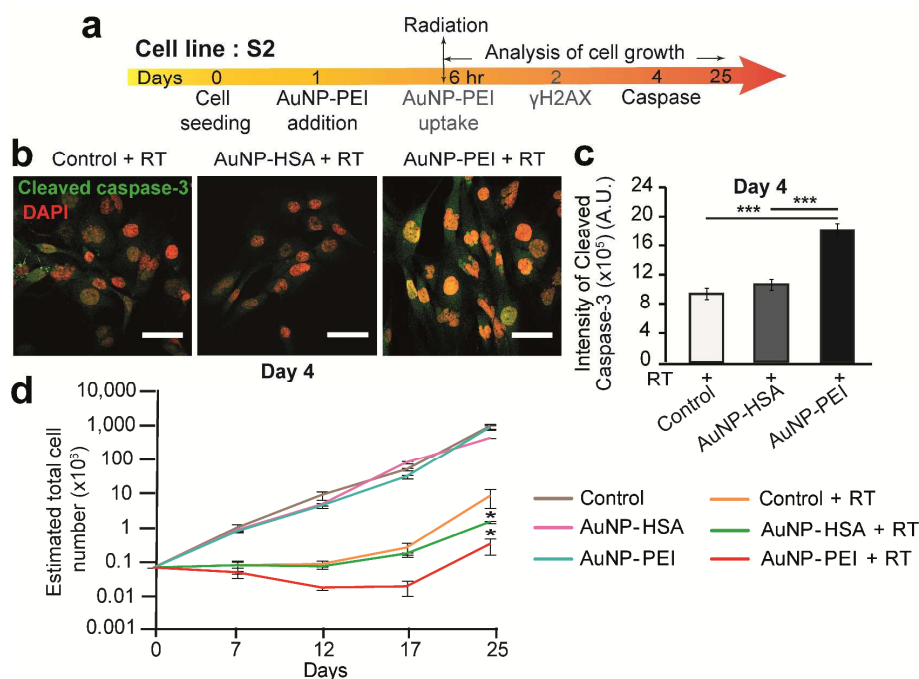 a
Radiation
Cell line : S2
Analysis of cell growth
Days 0 1 6 hr 2 4 25
Cell seeding
AuNP-PEI addition
AuNP-PEI uptake
γH2AX
Caspase
b
Control + RT
AuNP-HSA + RT
AuNP-PEI + RT
Cleaved caspase-3
DAPI
Day 4
c
Day 4
Intensity of Cleaved
Caspase-3 (x10⁵) (A.U.)
24
20
16
12
8
4
0
***
***
RT + + +
Control
AuNP-HSA
AuNP-PEI
d
Estimated total cell
number (x10³)
10,000
1,000
100
10
1
0.1
0.01
0.001
0 7 12 17 25
Days
*
*
Control
AuNP-HSA
AuNP-PEI
Control + RT
AuNP-HSA + RT
AuNP-PEI + RT